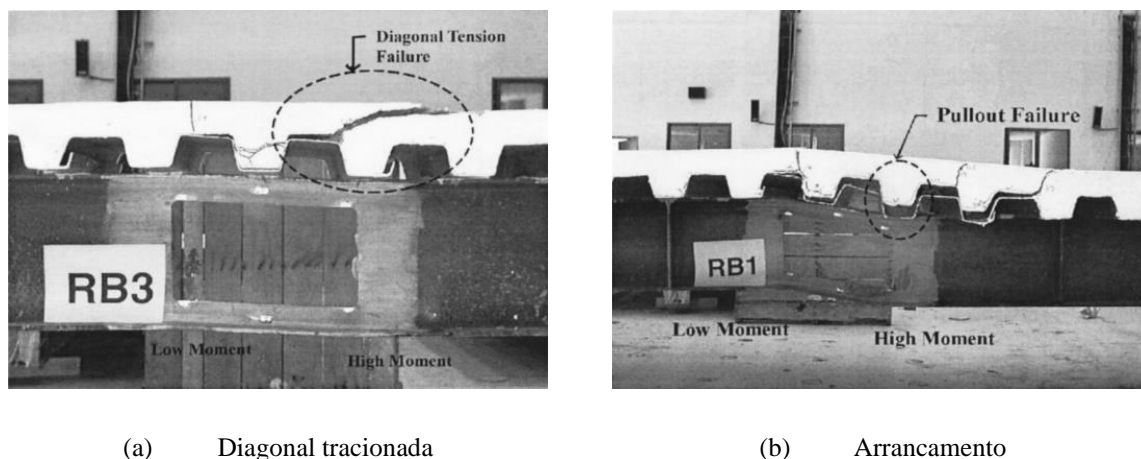 Diagonal Tension
Failure
RB3
Low Moment
High Moment
Pullout Failure
RB1
Low Moment
High Moment
(a) Diagonal tracionada
(b) Arrancamento